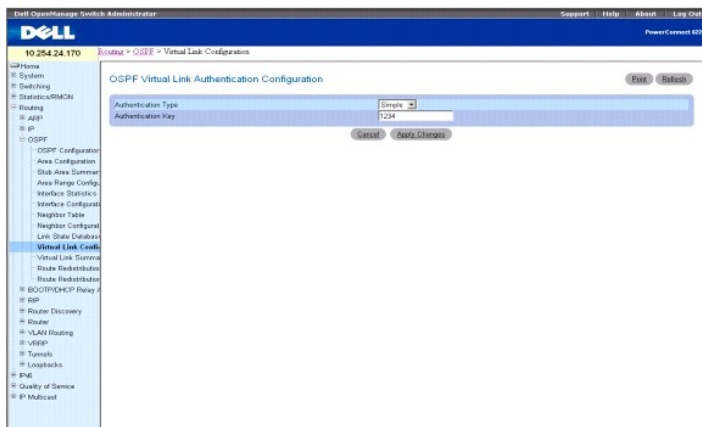 Dell OpenManage Switch Administrator
Support Help About Log Out
DELL
PowerConnect 622
10.254.24.170
Routing > OSPF > Virtual Link Configuration
Home
System
Switching
Statistics/RMON
Routing
ARP
IP
OSPF
OSPF Configuration
Area Configuration
Stub Area Summar
Area Range Configu
Interface Statistics
Interface Configurati
Neighbor Table
Neighbor Configurat
Link State Databas
Virtual Link Confi
Virtual Link Summa
Route Redistribution
Route Redistribution
BOOTP/DHCP Relay A
RIP
Router Discovery
Router
VLAN Routing
VRRP
Tunnels
Loopbacks
IPv6
Quality of Service
IP Multicast
OSPF Virtual Link Authentication Configuration
Print Refresh
Authentication Type Simple
Authentication Key 1234
Cancel Apply Changes